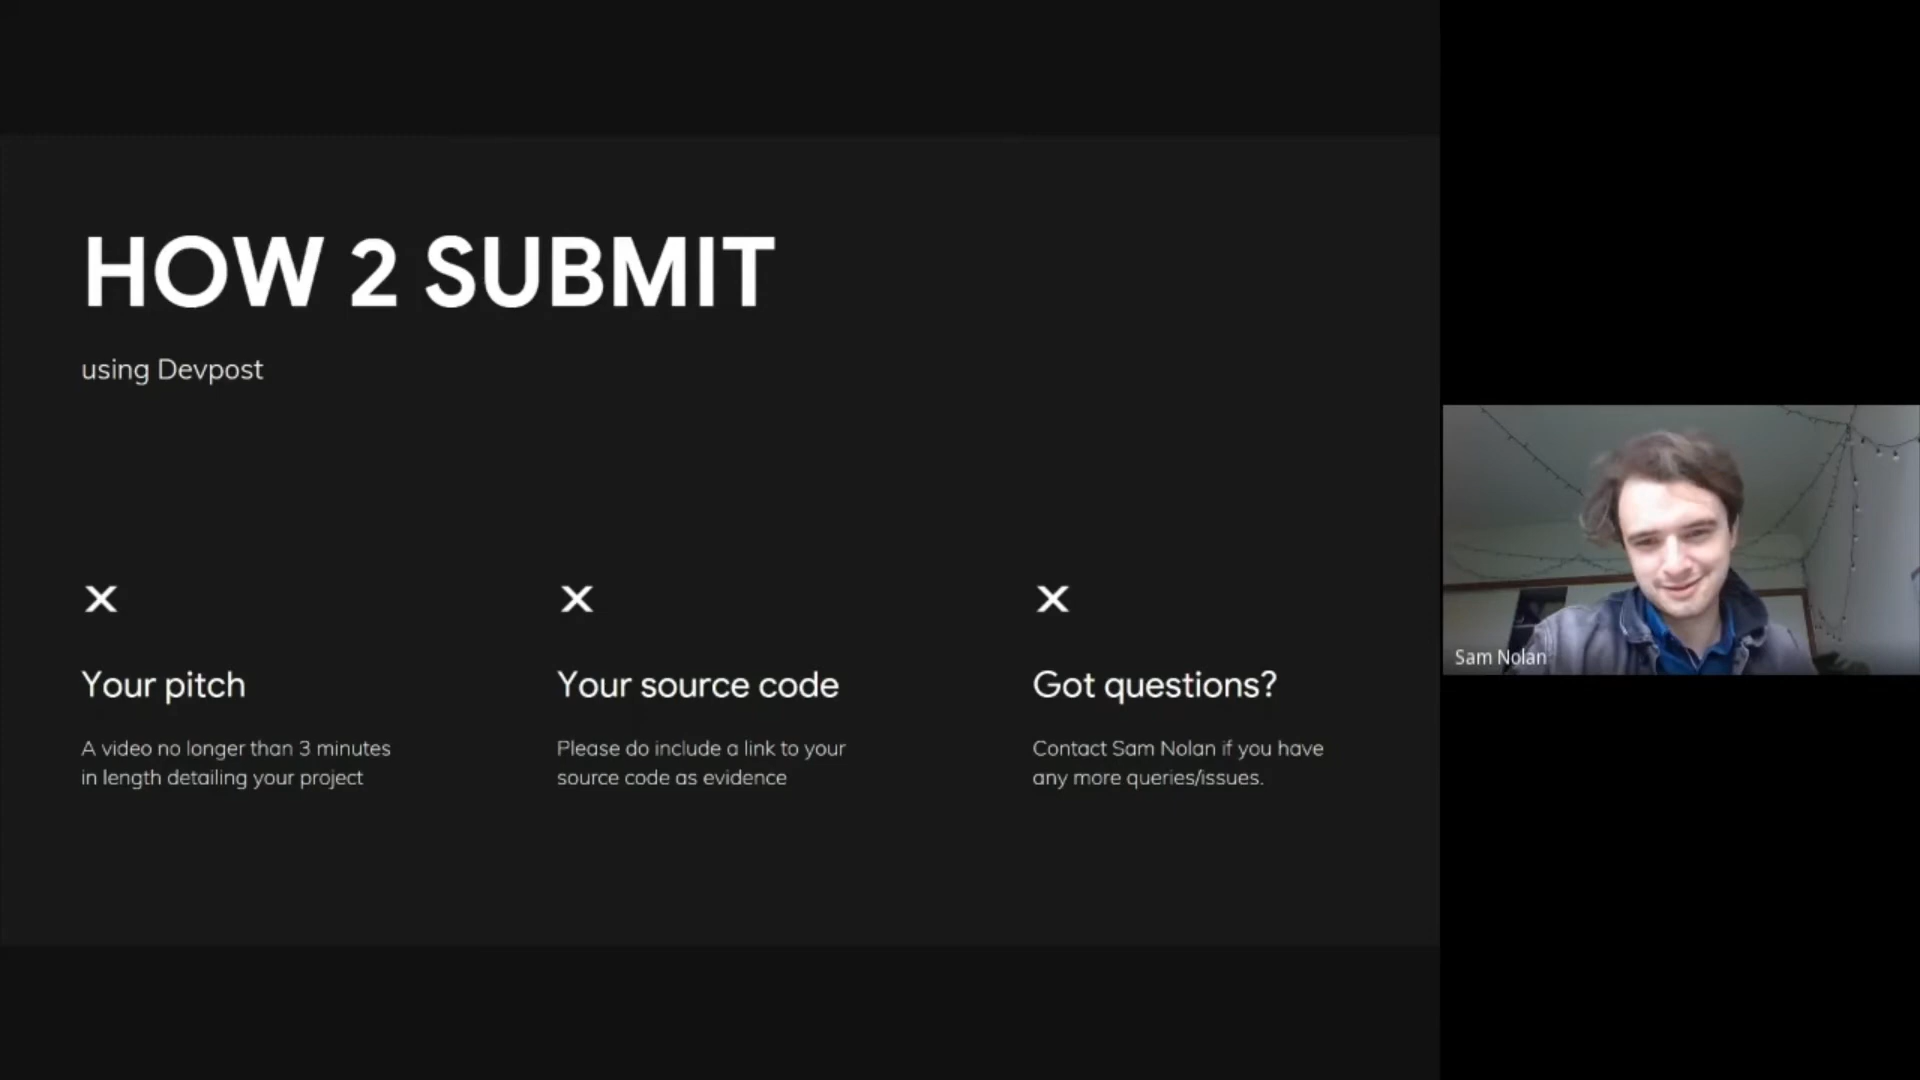 HOW 2 SUBMIT
using Devpost
Your pitch
A video no longer than 3 minutes
in length detailing your project
Your source code
Please do include a link to your
source code as evidence
Got questions?
Contact Sam Nolan if you have
any more queries/issues.
Sam Nolan